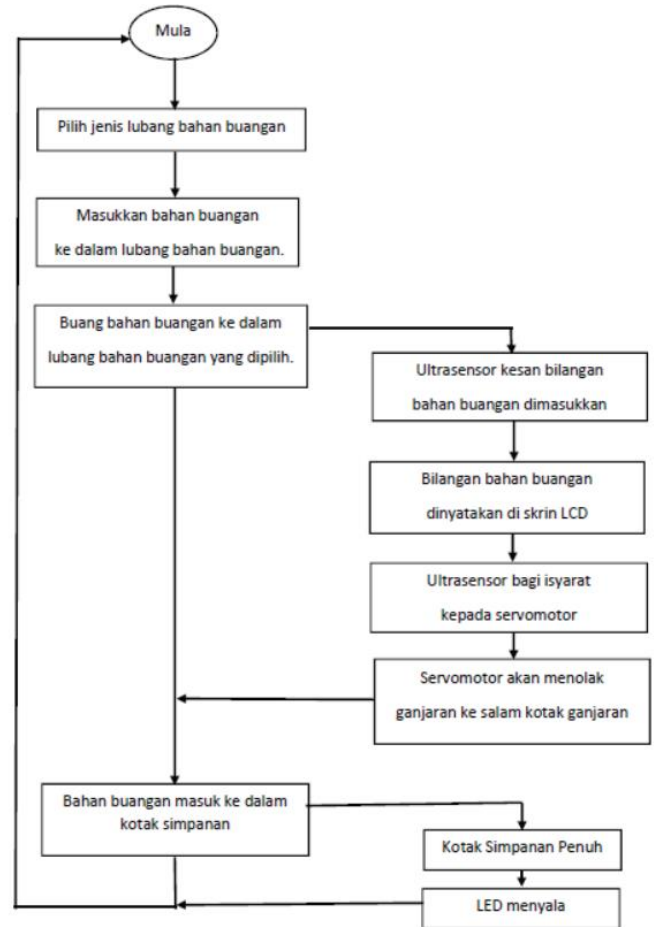 Mula
Pilih jenis lubang bahan buangan
Masukkan bahan buangan
ke dalam lubang bahan buangan.
Buang bahan buangan ke dalam
lubang bahan buangan yang dipilih.
Ultrasensor kesan bilangan
bahan buangan dimasukkan
Bilangan bahan buangan
dinyatakan di skrin LCD
Ultrasensor bagi isyarat
kepada servomotor
Servomotor akan menolak
ganjaran ke salam kotak ganjaran
Bahan buangan masuk ke dalam
kotak simpanan
Kotak Simpanan Penuh
LED menyala